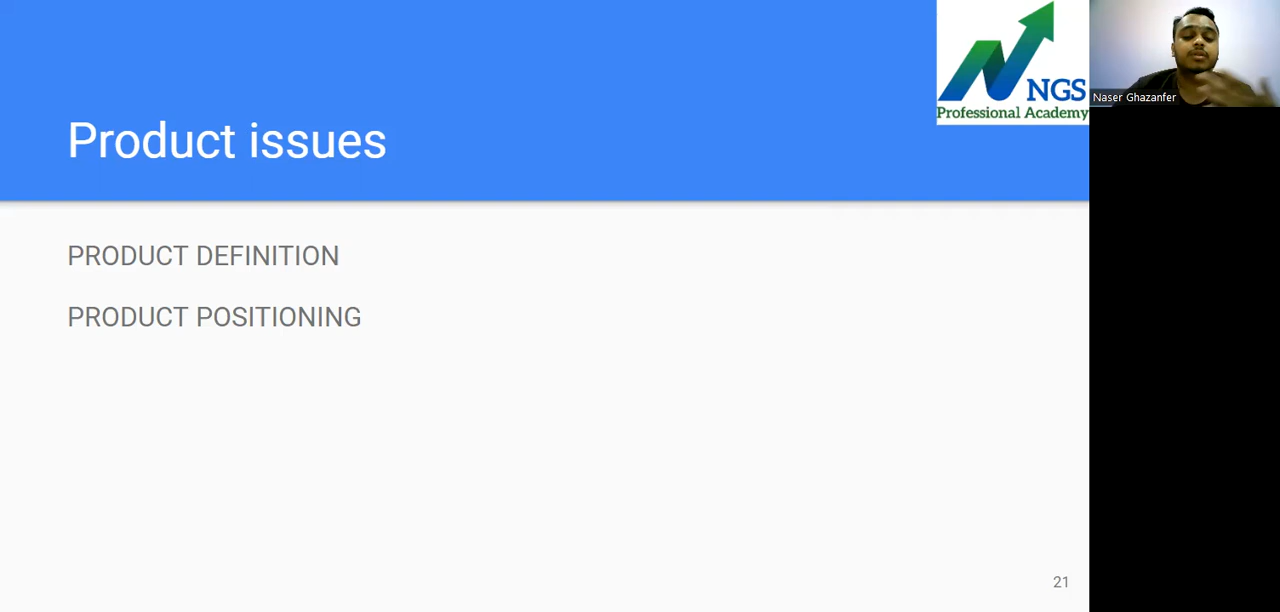 NGS
Professional Academy
Naser Ghazanfer
Product issues
PRODUCT DEFINITION
PRODUCT POSITIONING
21